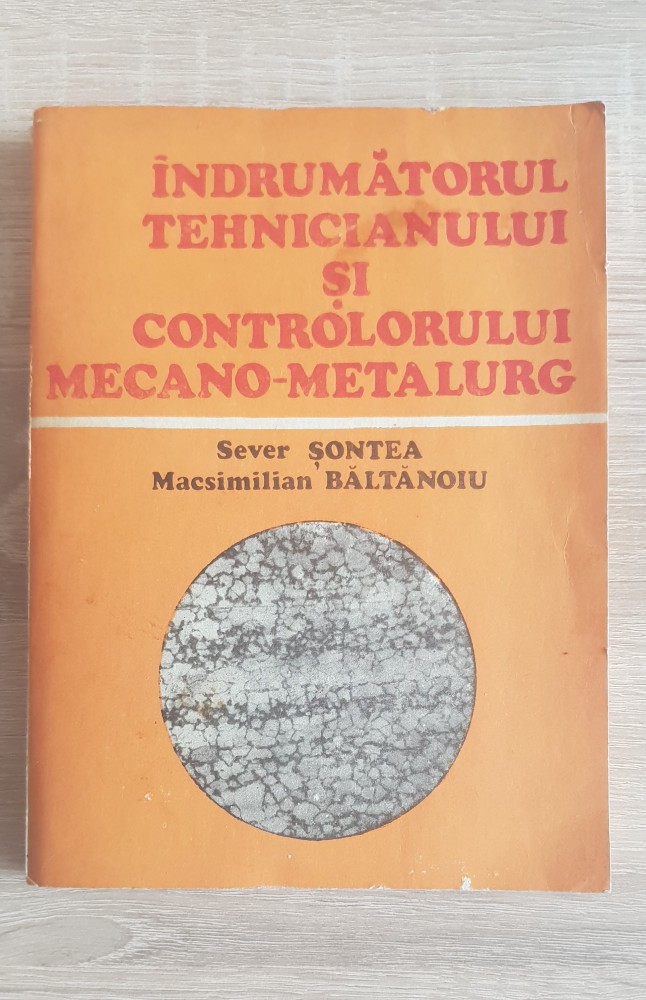 ÎNDRUMĂTORUL
TEHNICIANULUI
ȘI
CONTROLORULUI
MECANO-METALURG
Sever ȘONTEA
Macsimilian BĂLTĂNOIU